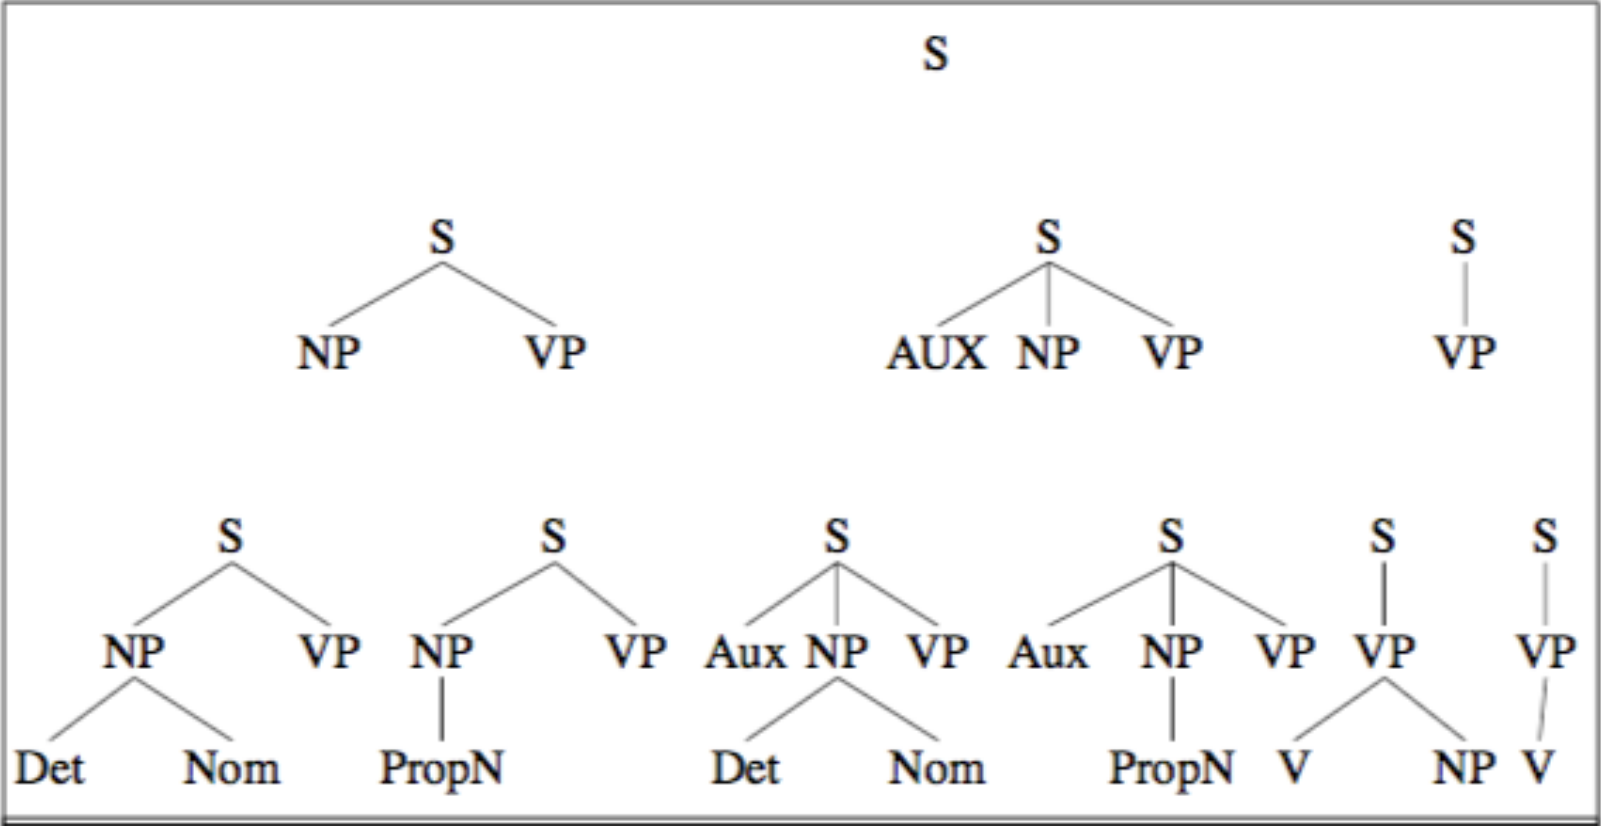 S
S S S
NP VP AUX NP VP VP
S S S S S S
NP VP NP VP Aux NP VP Aux NP VP VP VP
Det Nom PropN Det Nom PropN V NP V